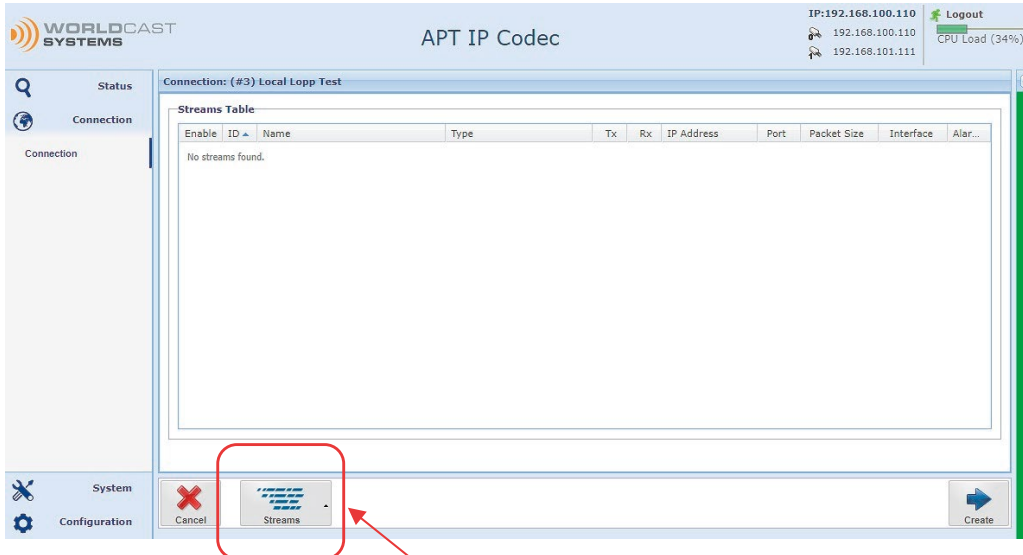 WORLDCAST
SYSTEMS
APT IP Codec
IP:192.168.100.110
192.168.100.110
192.168.101.111
Logout
CPU Load (34%)
Status
Connection
Connection
System
Configuration
Connection: (#3) Local Lopp Test
Streams Table
Enable ID Name Type Tx Rx IP Address Port Packet Size Interface Alar...
No streams found.
Cancel
Streams
Create